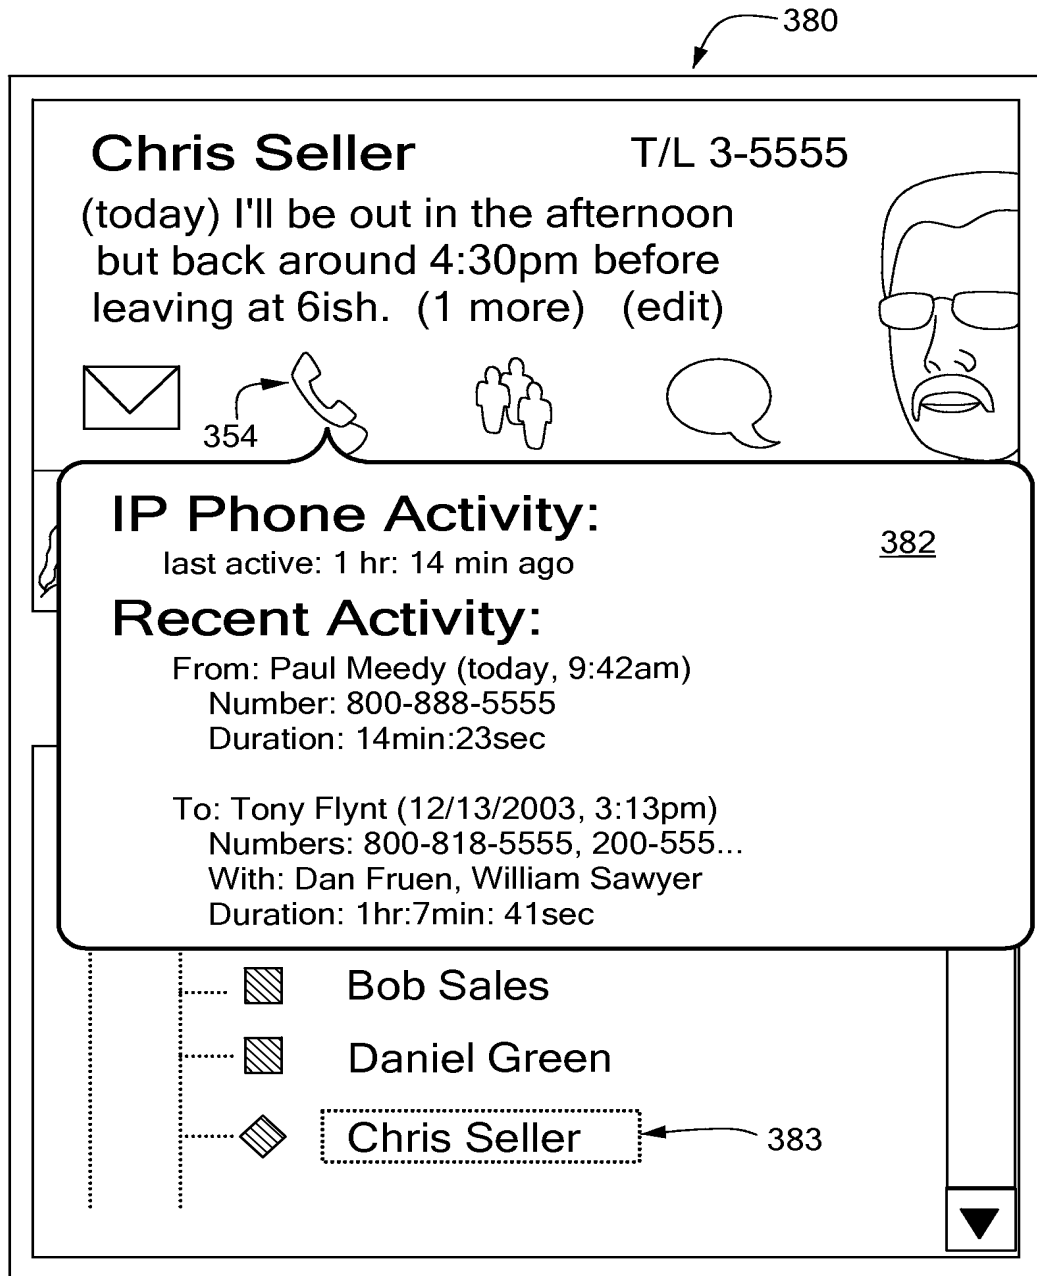 380
Chris Seller
T/L 3-5555
(today) I'll be out in the afternoon
but back around 4:30pm before
leaving at 6ish. (1 more) (edit)
354
IP Phone Activity:
382
last active: 1 hr: 14 min ago
Recent Activity:
From: Paul Meedy (today, 9:42am)
Number: 800-888-5555
Duration: 14min:23sec
To: Tony Flynt (12/13/2003, 3:13pm)
Numbers: 800-818-5555, 200-555...
With: Dan Fruen, William Sawyer
Duration: 1hr:7min: 41sec
Bob Sales
Daniel Green
Chris Seller
383